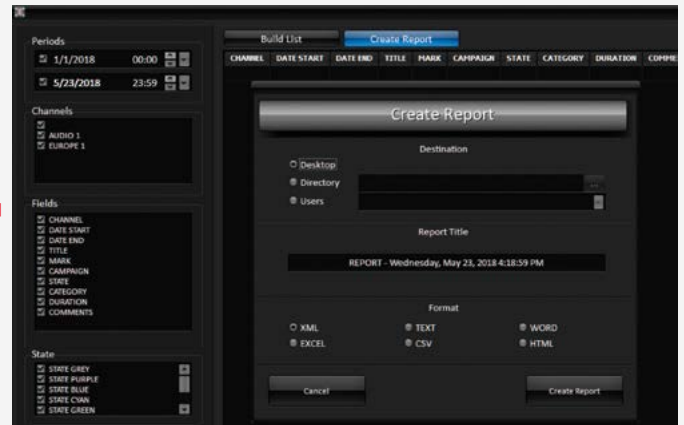 Periods
1/1/2018 00:00
5/23/2018 23:59
Channels
AUDIO 1
EUROPE 1
Fields
CHANNEL
DATE START
DATE END
TITLE
MARK
CAMPAIGN
STATE
CATEGORY
DURATION
COMMENTS
State
STATE GREY
STATE PURPLE
STATE BLUE
STATE CYAN
STATE GREEN
Build List Create Report
CHANNEL DATE START DATE END TITLE MARK CAMPAIGN STATE CATEGORY DURATION COMME
Create Report
Destination
Desktop
Directory ...
Users
Report Title
REPORT - Wednesday, May 23, 2018 4:18:59 PM
Format
XML TEXT WORD
EXCEL CSV HTML
Cancel Create Report